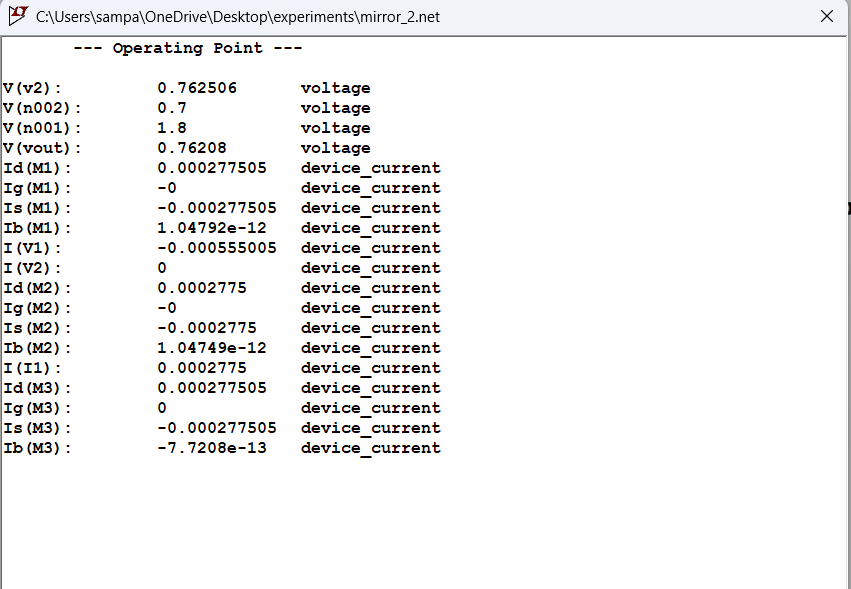 C:\Users\sampa\OneDrive\Desktop\experiments\mirror_2.net
--- Operating Point ---
V(v2): 0.762506 voltage
V(n002): 0.7 voltage
V(n001): 1.8 voltage
V(vout): 0.76208 voltage
Id(M1): 0.000277505 device_current
Ig(M1): -0 device_current
Is(M1): -0.000277505 device_current
Ib(M1): 1.04792e-12 device_current
I(V1): -0.000555005 device_current
I(V2): 0 device_current
Id(M2): 0.0002775 device_current
Ig(M2): -0 device_current
Is(M2): -0.0002775 device_current
Ib(M2): 1.04749e-12 device_current
I(I1): 0.0002775 device_current
Id(M3): 0.000277505 device_current
Ig(M3): 0 device_current
Is(M3): -0.000277505 device_current
Ib(M3): -7.7208e-13 device_current